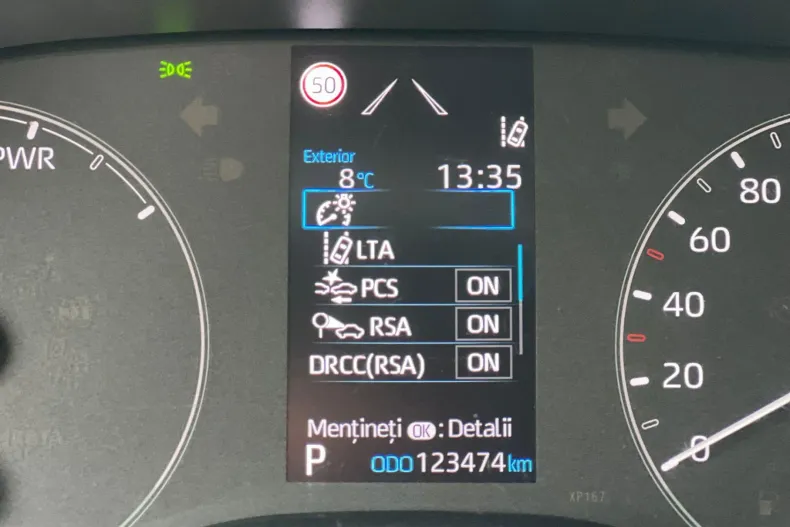 50
Exterior
8°C 13:35
LTA
PCS ON
RSA ON
DRCC(RSA) ON
Mențineți OK : Detalii
P ODO 123474 km
PWR
80
60
40
20
0
XP167